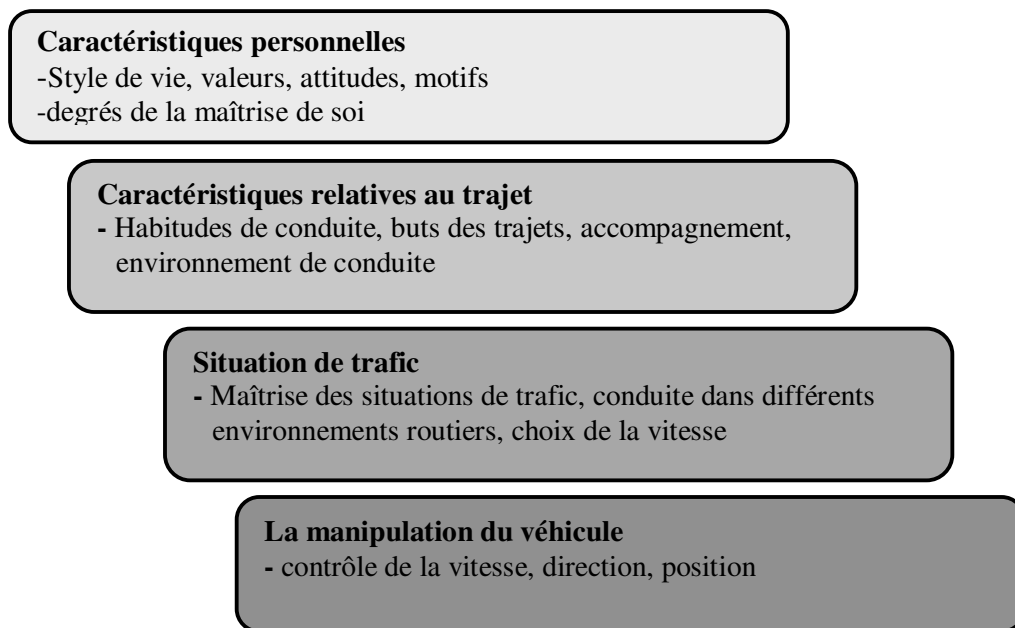 Caractéristiques personnelles
-Style de vie, valeurs, attitudes, motifs
-degrés de la maîtrise de soi
Caractéristiques relatives au trajet
- Habitudes de conduite, buts des trajets, accompagnement,
environnement de conduite
Situation de trafic
- Maîtrise des situations de trafic, conduite dans différents
environnements routiers, choix de la vitesse
La manipulation du véhicule
- contrôle de la vitesse, direction, position